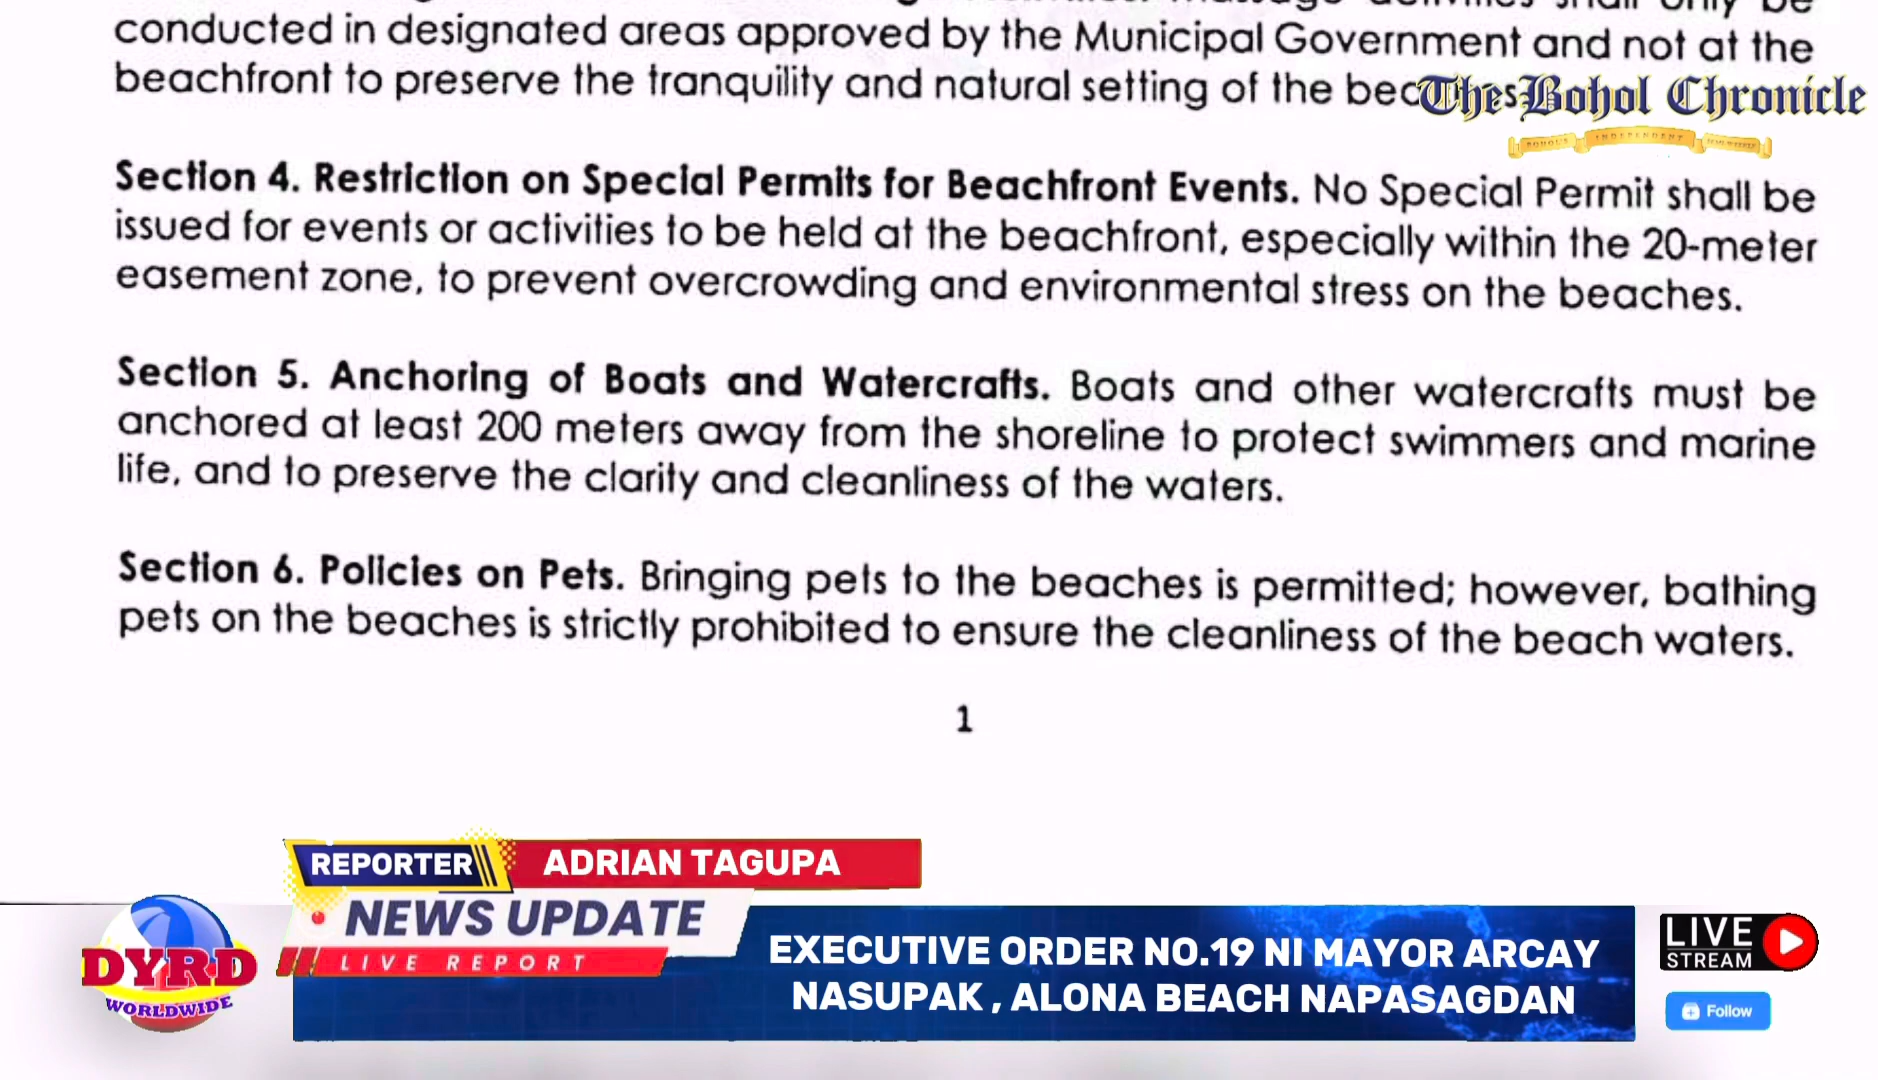 shall only be
conducted in designated areas approved by the Municipal Government and not at the
beachfront to preserve the tranquility and natural setting of the
The Bohol Chronicle
BOHOL'S INDEPENDENT
Section 4. Restriction on Special Permits for Beachfront Events. No Special Permit shall be
issued for events or activities to be held at the beachfront, especially within the 20-meter
easement zone, to prevent overcrowding and environmental stress on the beaches.
Section 5. Anchoring of Boats and Watercrafts. Boats and other watercrafts must be
anchored at least 200 meters away from the shoreline to protect swimmers and marine
life, and to preserve the clarity and cleanliness of the waters.
Section 6. Policies on Pets. Bringing pets to the beaches is permitted; however, bathing
pets on the beaches is strictly prohibited to ensure the cleanliness of the beach waters.
1
REPORTER ADRIAN TAGUPA
NEWS UPDATE
LIVE REPORT
DYRD
WORLDWIDE
EXECUTIVE ORDER NO.19 NI MAYOR ARCAY
NASUPAK , ALONA BEACH NAPASAGDAN
LIVE
STREAM
Follow